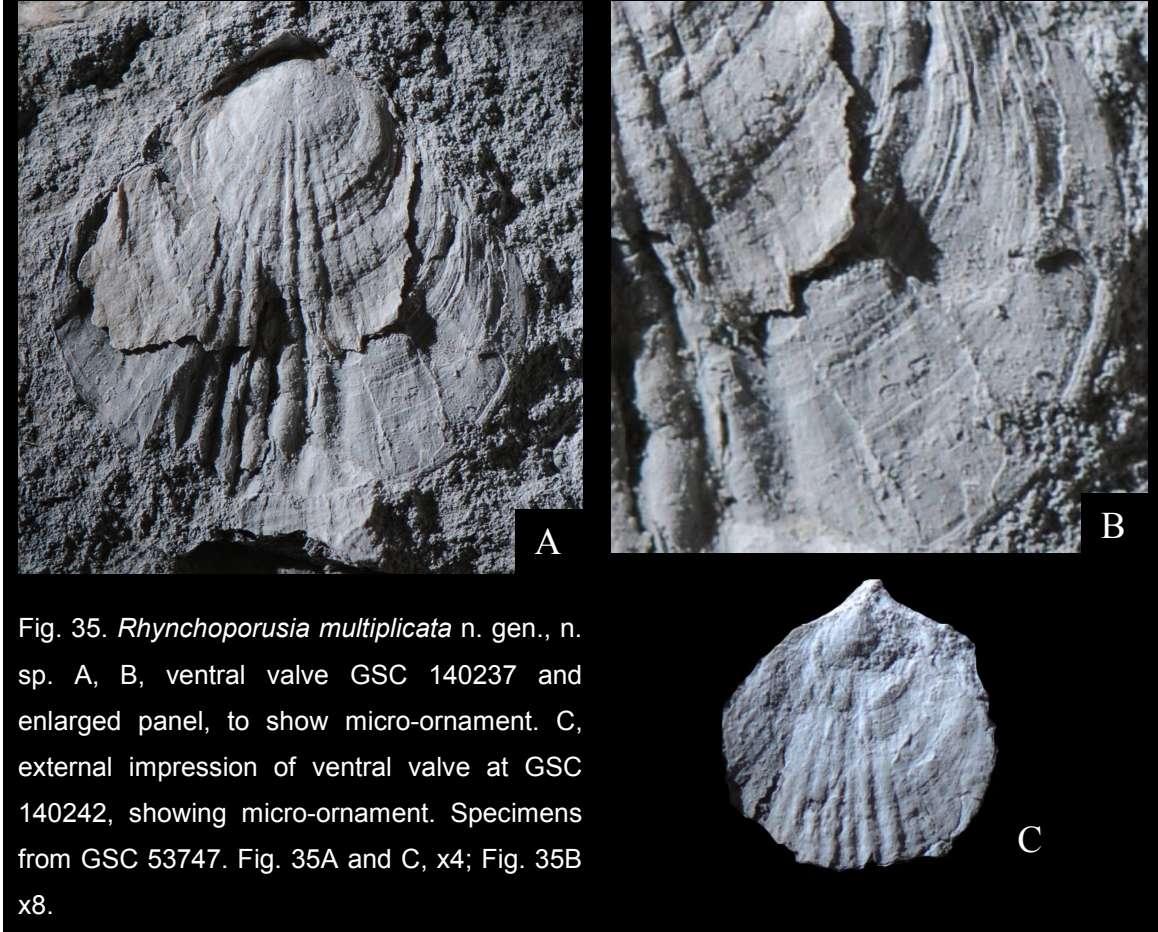 A
B
C
Fig. 35. Rhynchoporusia multiplicata n. gen., n.
sp. A, B, ventral valve GSC 140237 and
enlarged panel, to show micro-ornament. C,
external impression of ventral valve at GSC
140242, showing micro-ornament. Specimens
from GSC 53747. Fig. 35A and C, x4; Fig. 35B
x8.